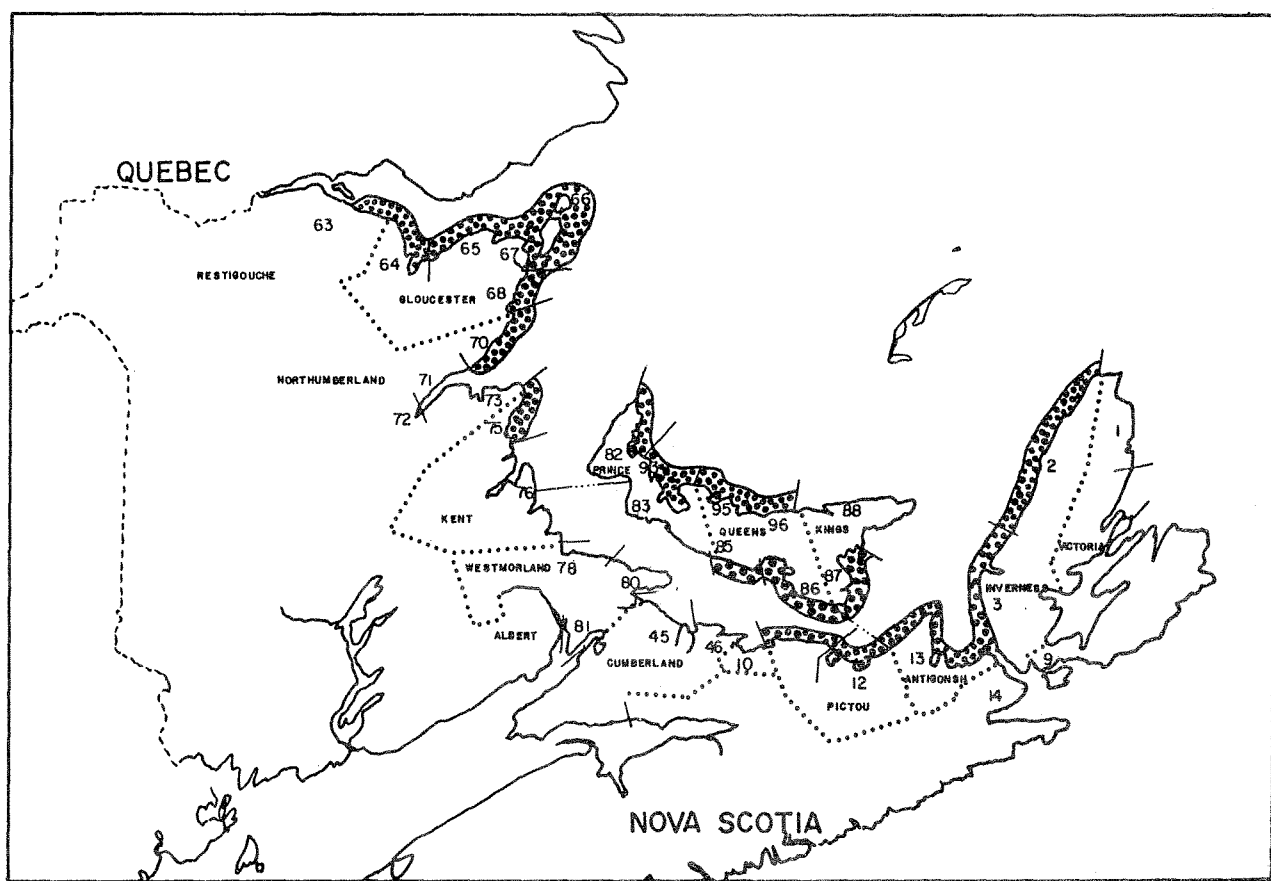 QUEBEC
66
63
65
67
64
RESTIGOUCHE
68
GLOUCESTER
70
71
NORTHUMBERLAND
73
72
75
1
82
93
2
PRINCE
76
83
95
88
96
KENT
QUEENS
KINGS
85
VICTORIA
WESTMORLAND
78
87
80
86
INVERNESS
3
81
ALBERT
45
46
CUMBERLAND
10
13
9
12
ANTIGONSH
14
PICTOU
NOVA SCOTIA